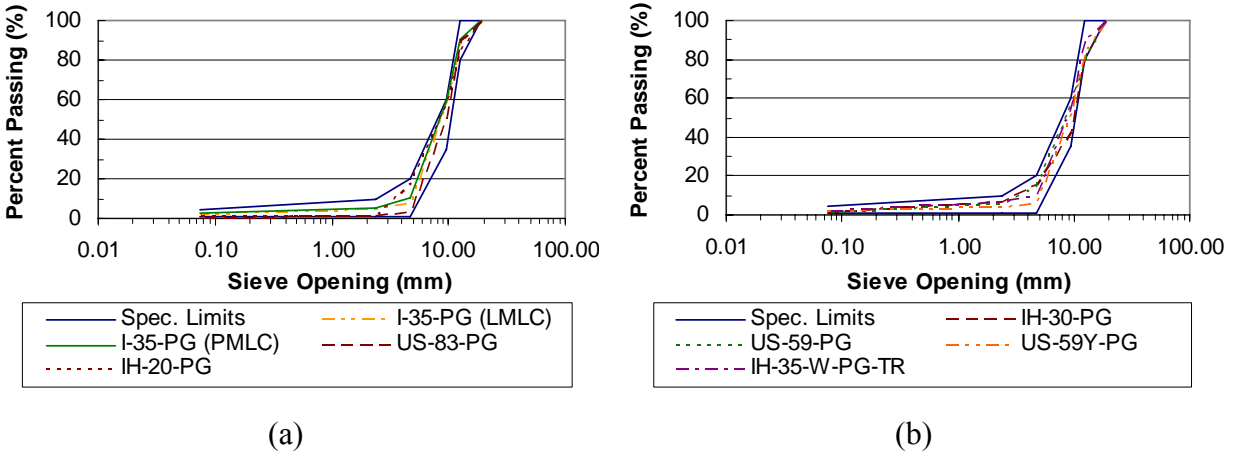 Percent Passing (%)
100
80
60
40
20
0
0.01 0.10 1.00 10.00 100.00
Sieve Opening (mm)
Spec. Limits I-35-PG (LMLC)
I-35-PG (PMLC) US-83-PG
IH-20-PG
(a)
Percent Passing (%)
100
80
60
40
20
0
0.01 0.10 1.00 10.00 100.00
Sieve Opening (mm)
Spec. Limits IH-30-PG
US-59-PG US-59Y-PG
IH-35-W-PG-TR
(b)